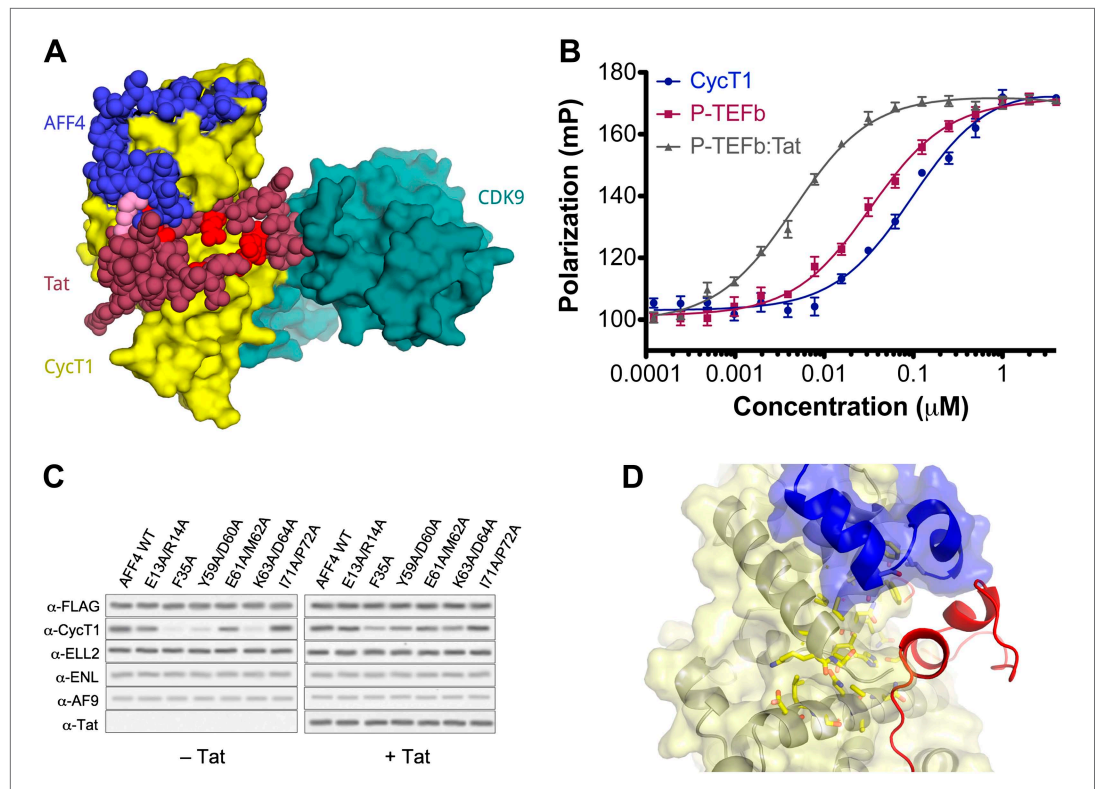 A
AFF4
CDK9
Tat
CycT1
B
CycT1
P-TEFb
P-TEFb:Tat
Polarization (mP)
180
160
140
120
100
0.0001 0.001 0.01 0.1 1
Concentration (μM)
C
AFF4 WT
E13A/R14A
F35A
Y59A/D60A
E61A/M62A
K63A/D64A
I71A/P72A
AFF4 WT
E13A/R14A
F35A
Y59A/D60A
E61A/M62A
K63A/D64A
I71A/P72A
α-FLAG
α-CycT1
α-ELL2
α-ENL
α-AF9
α-Tat
– Tat
+ Tat
D